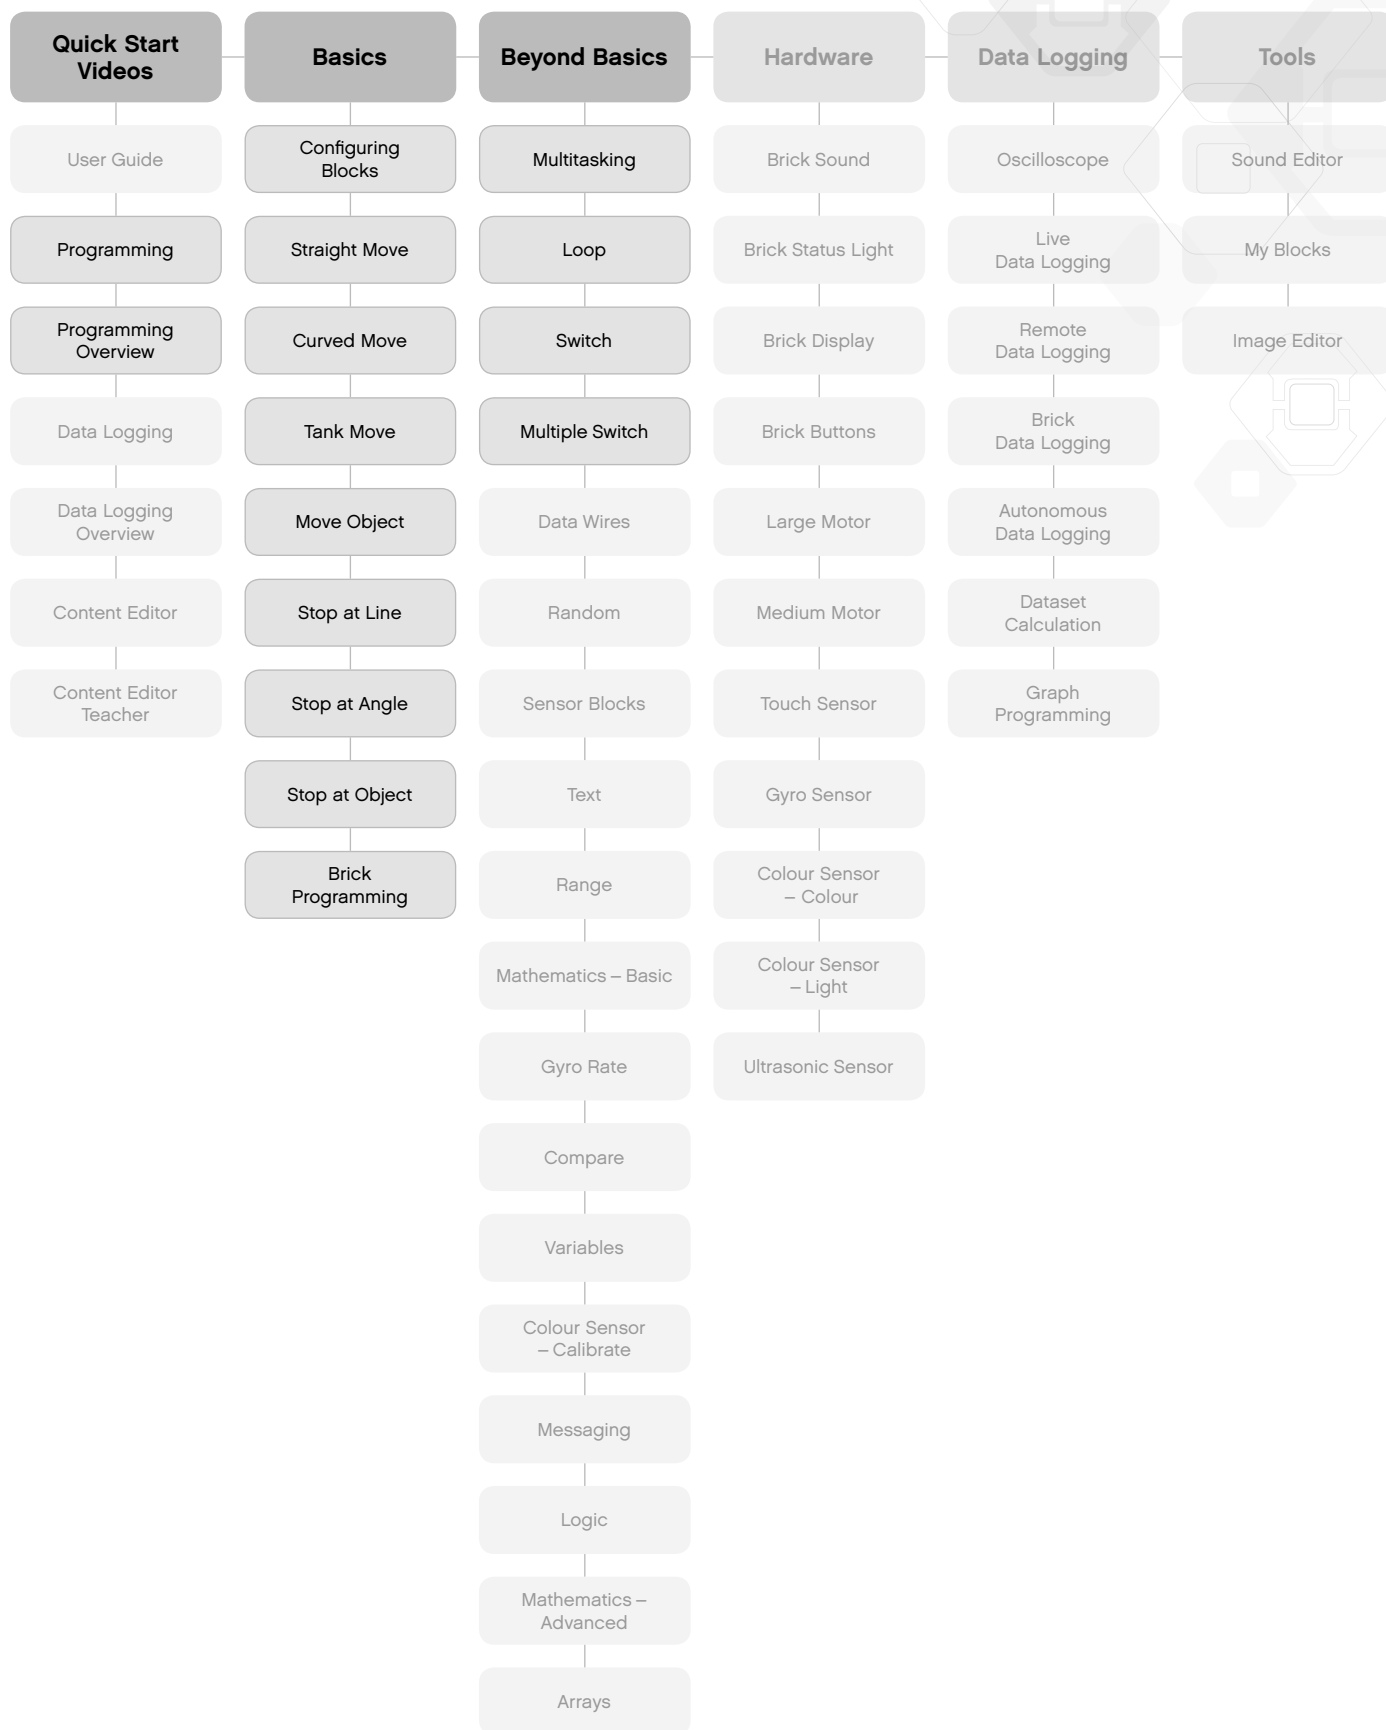 Quick Start
Videos
Basics
Beyond Basics
Hardware
Data Logging
Tools
User Guide
Programming
Programming
Overview
Data Logging
Data Logging
Overview
Content Editor
Content Editor
Teacher
Configuring
Blocks
Straight Move
Curved Move
Tank Move
Move Object
Stop at Line
Stop at Angle
Stop at Object
Brick
Programming
Multitasking
Loop
Switch
Multiple Switch
Data Wires
Random
Sensor Blocks
Text
Range
Mathematics – Basic
Gyro Rate
Compare
Variables
Colour Sensor
– Calibrate
Messaging
Logic
Mathematics –
Advanced
Arrays
Brick Sound
Brick Status Light
Brick Display
Brick Buttons
Large Motor
Medium Motor
Touch Sensor
Gyro Sensor
Colour Sensor
– Colour
Colour Sensor
– Light
Ultrasonic Sensor
Oscilloscope
Live
Data Logging
Remote
Data Logging
Brick
Data Logging
Autonomous
Data Logging
Dataset
Calculation
Graph
Programming
Sound Editor
My Blocks
Image Editor